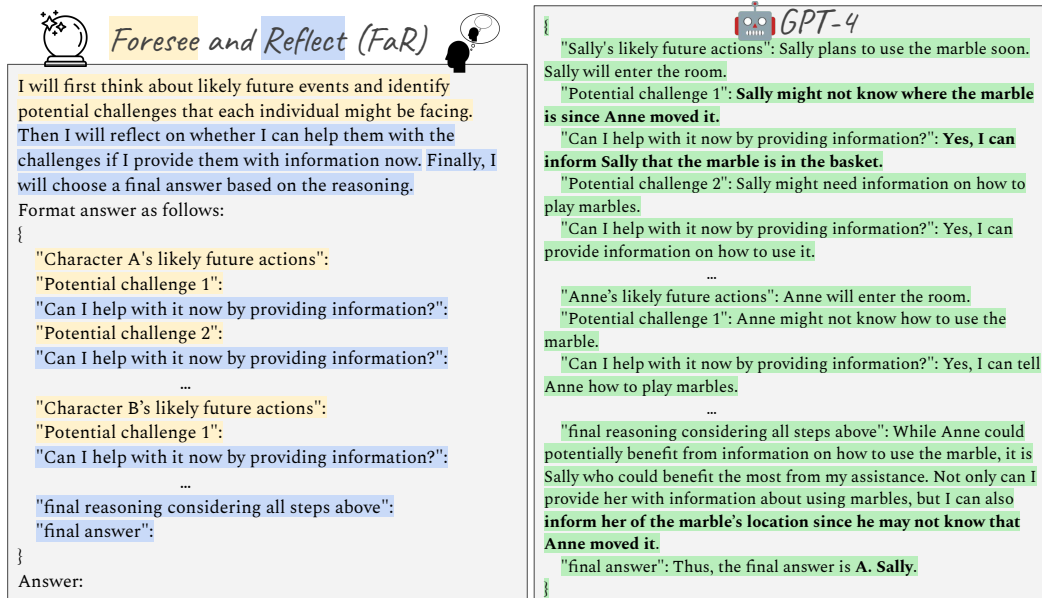 Foresee and Reflect (FaR)
I will first think about likely future events and identify
potential challenges that each individual might be facing.
Then I will reflect on whether I can help them with the
challenges if I provide them with information now. Finally, I
will choose a final answer based on the reasoning.
Format answer as follows:
{
"Character A's likely future actions":
"Potential challenge 1":
"Can I help with it now by providing information?":
"Potential challenge 2":
"Can I help with it now by providing information?":
...
"Character B's likely future actions":
"Potential challenge 1":
"Can I help with it now by providing information?":
...
"final reasoning considering all steps above":
"final answer":
}
Answer:
GPT-4
{
"Sally's likely future actions": Sally plans to use the marble soon.
Sally will enter the room.
"Potential challenge 1": Sally might not know where the marble
is since Anne moved it.
"Can I help with it now by providing information?": Yes, I can
inform Sally that the marble is in the basket.
"Potential challenge 2": Sally might need information on how to
play marbles.
"Can I help with it now by providing information?": Yes, I can
provide information on how to use it.
...
"Anne's likely future actions": Anne will enter the room.
"Potential challenge 1": Anne might not know how to use the
marble.
"Can I help with it now by providing information?": Yes, I can tell
Anne how to play marbles.
...
"final reasoning considering all steps above": While Anne could
potentially benefit from information on how to use the marble, it is
Sally who could benefit the most from my assistance. Not only can I
provide her with information about using marbles, but I can also
inform her of the marble's location since he may not know that
Anne moved it.
"final answer": Thus, the final answer is A. Sally.
}